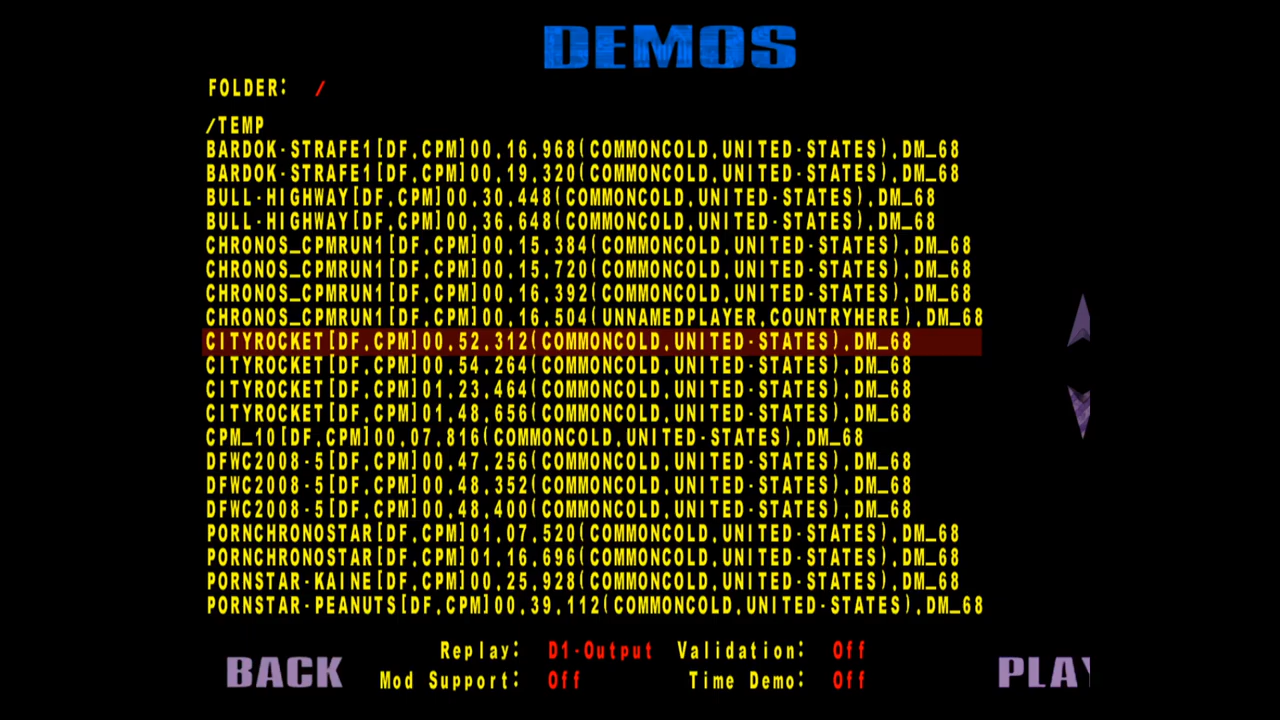 DEMOS
FOLDER: /
/TEMP
BARDOK-STRAFE1[DF.CPM]00.16.968(COMMONCOLD.UNITED-STATES).DM_68
BARDOK-STRAFE1[DF.CPM]00.19.320(COMMONCOLD.UNITED-STATES).DM_68
BULL-HIGHWAY[DF.CPM]00.30.448(COMMONCOLD.UNITED-STATES).DM_68
BULL-HIGHWAY[DF.CPM]00.36.648(COMMONCOLD.UNITED-STATES).DM_68
CHRONOS_CPMRUN1[DF.CPM]00.15.384(COMMONCOLD.UNITED-STATES).DM_68
CHRONOS_CPMRUN1[DF.CPM]00.15.720(COMMONCOLD.UNITED-STATES).DM_68
CHRONOS_CPMRUN1[DF.CPM]00.16.392(COMMONCOLD.UNITED-STATES).DM_68
CHRONOS_CPMRUN1[DF.CPM]00.16.504(UNNAMEDPLAYER.COUNTRYHERE).DM_68
CITYROCKET[DF.CPM]00.52.312(COMMONCOLD.UNITED-STATES).DM_68
CITYROCKET[DF.CPM]00.54.264(COMMONCOLD.UNITED-STATES).DM_68
CITYROCKET[DF.CPM]01.23.464(COMMONCOLD.UNITED-STATES).DM_68
CITYROCKET[DF.CPM]01.48.656(COMMONCOLD.UNITED-STATES).DM_68
CPM_10[DF.CPM]00.07.816(COMMONCOLD.UNITED-STATES).DM_68
DFWC2008-5[DF.CPM]00.47.256(COMMONCOLD.UNITED-STATES).DM_68
DFWC2008-5[DF.CPM]00.48.352(COMMONCOLD.UNITED-STATES).DM_68
DFWC2008-5[DF.CPM]00.48.400(COMMONCOLD.UNITED-STATES).DM_68
PORNCHRONOSTAR[DF.CPM]01.07.520(COMMONCOLD.UNITED-STATES).DM_68
PORNCHRONOSTAR[DF.CPM]01.16.696(COMMONCOLD.UNITED-STATES).DM_68
PORNSTAR-KAINE[DF.CPM]00.25.928(COMMONCOLD.UNITED-STATES).DM_68
PORNSTAR-PEANUTS[DF.CPM]00.39.112(COMMONCOLD.UNITED-STATES).DM_68
Replay: D1-Output Validation: Off
Mod Support: Off Time Demo: Off
BACK PLAY